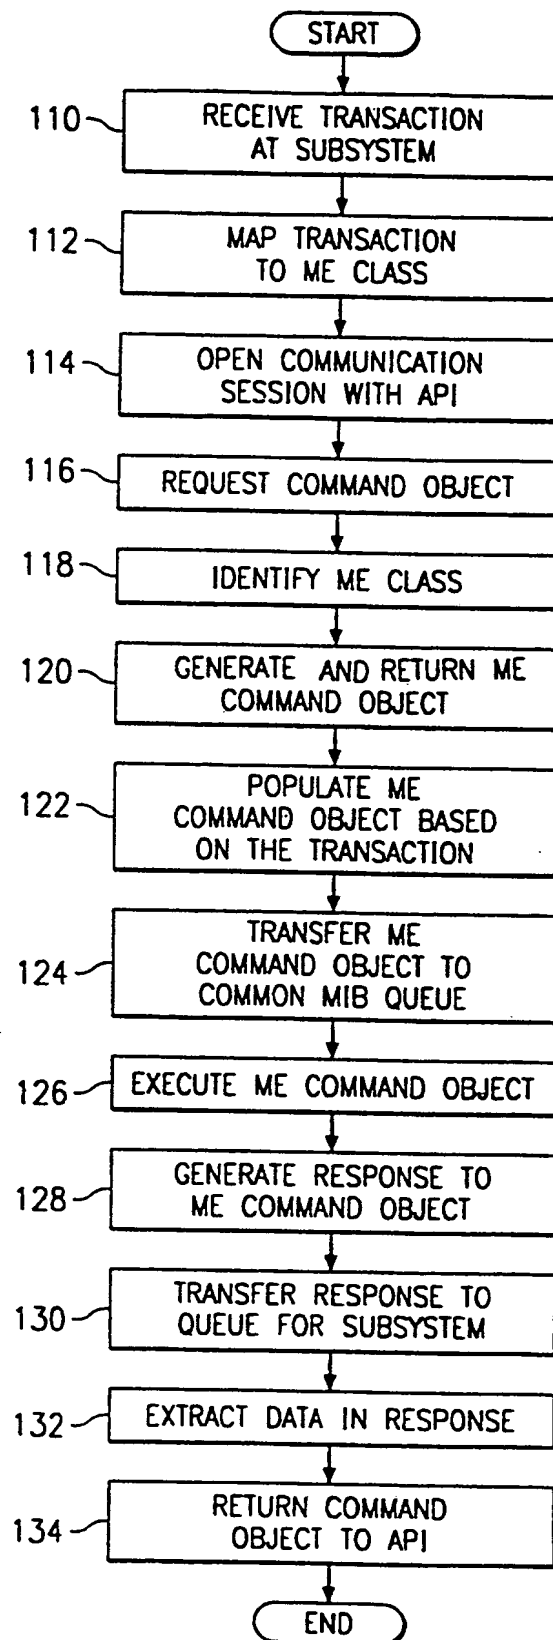 START
110
RECEIVE TRANSACTION
AT SUBSYSTEM
112
MAP TRANSACTION
TO ME CLASS
114
OPEN COMMUNICATION
SESSION WITH API
116
REQUEST COMMAND OBJECT
118
IDENTIFY ME CLASS
120
GENERATE AND RETURN ME
COMMAND OBJECT
122
POPULATE ME
COMMAND OBJECT BASED
ON THE TRANSACTION
124
TRANSFER ME
COMMAND OBJECT TO
COMMON MIB QUEUE
126
EXECUTE ME COMMAND OBJECT
128
GENERATE RESPONSE TO
ME COMMAND OBJECT
130
TRANSFER RESPONSE TO
QUEUE FOR SUBSYSTEM
132
EXTRACT DATA IN RESPONSE
134
RETURN COMMAND
OBJECT TO API
END